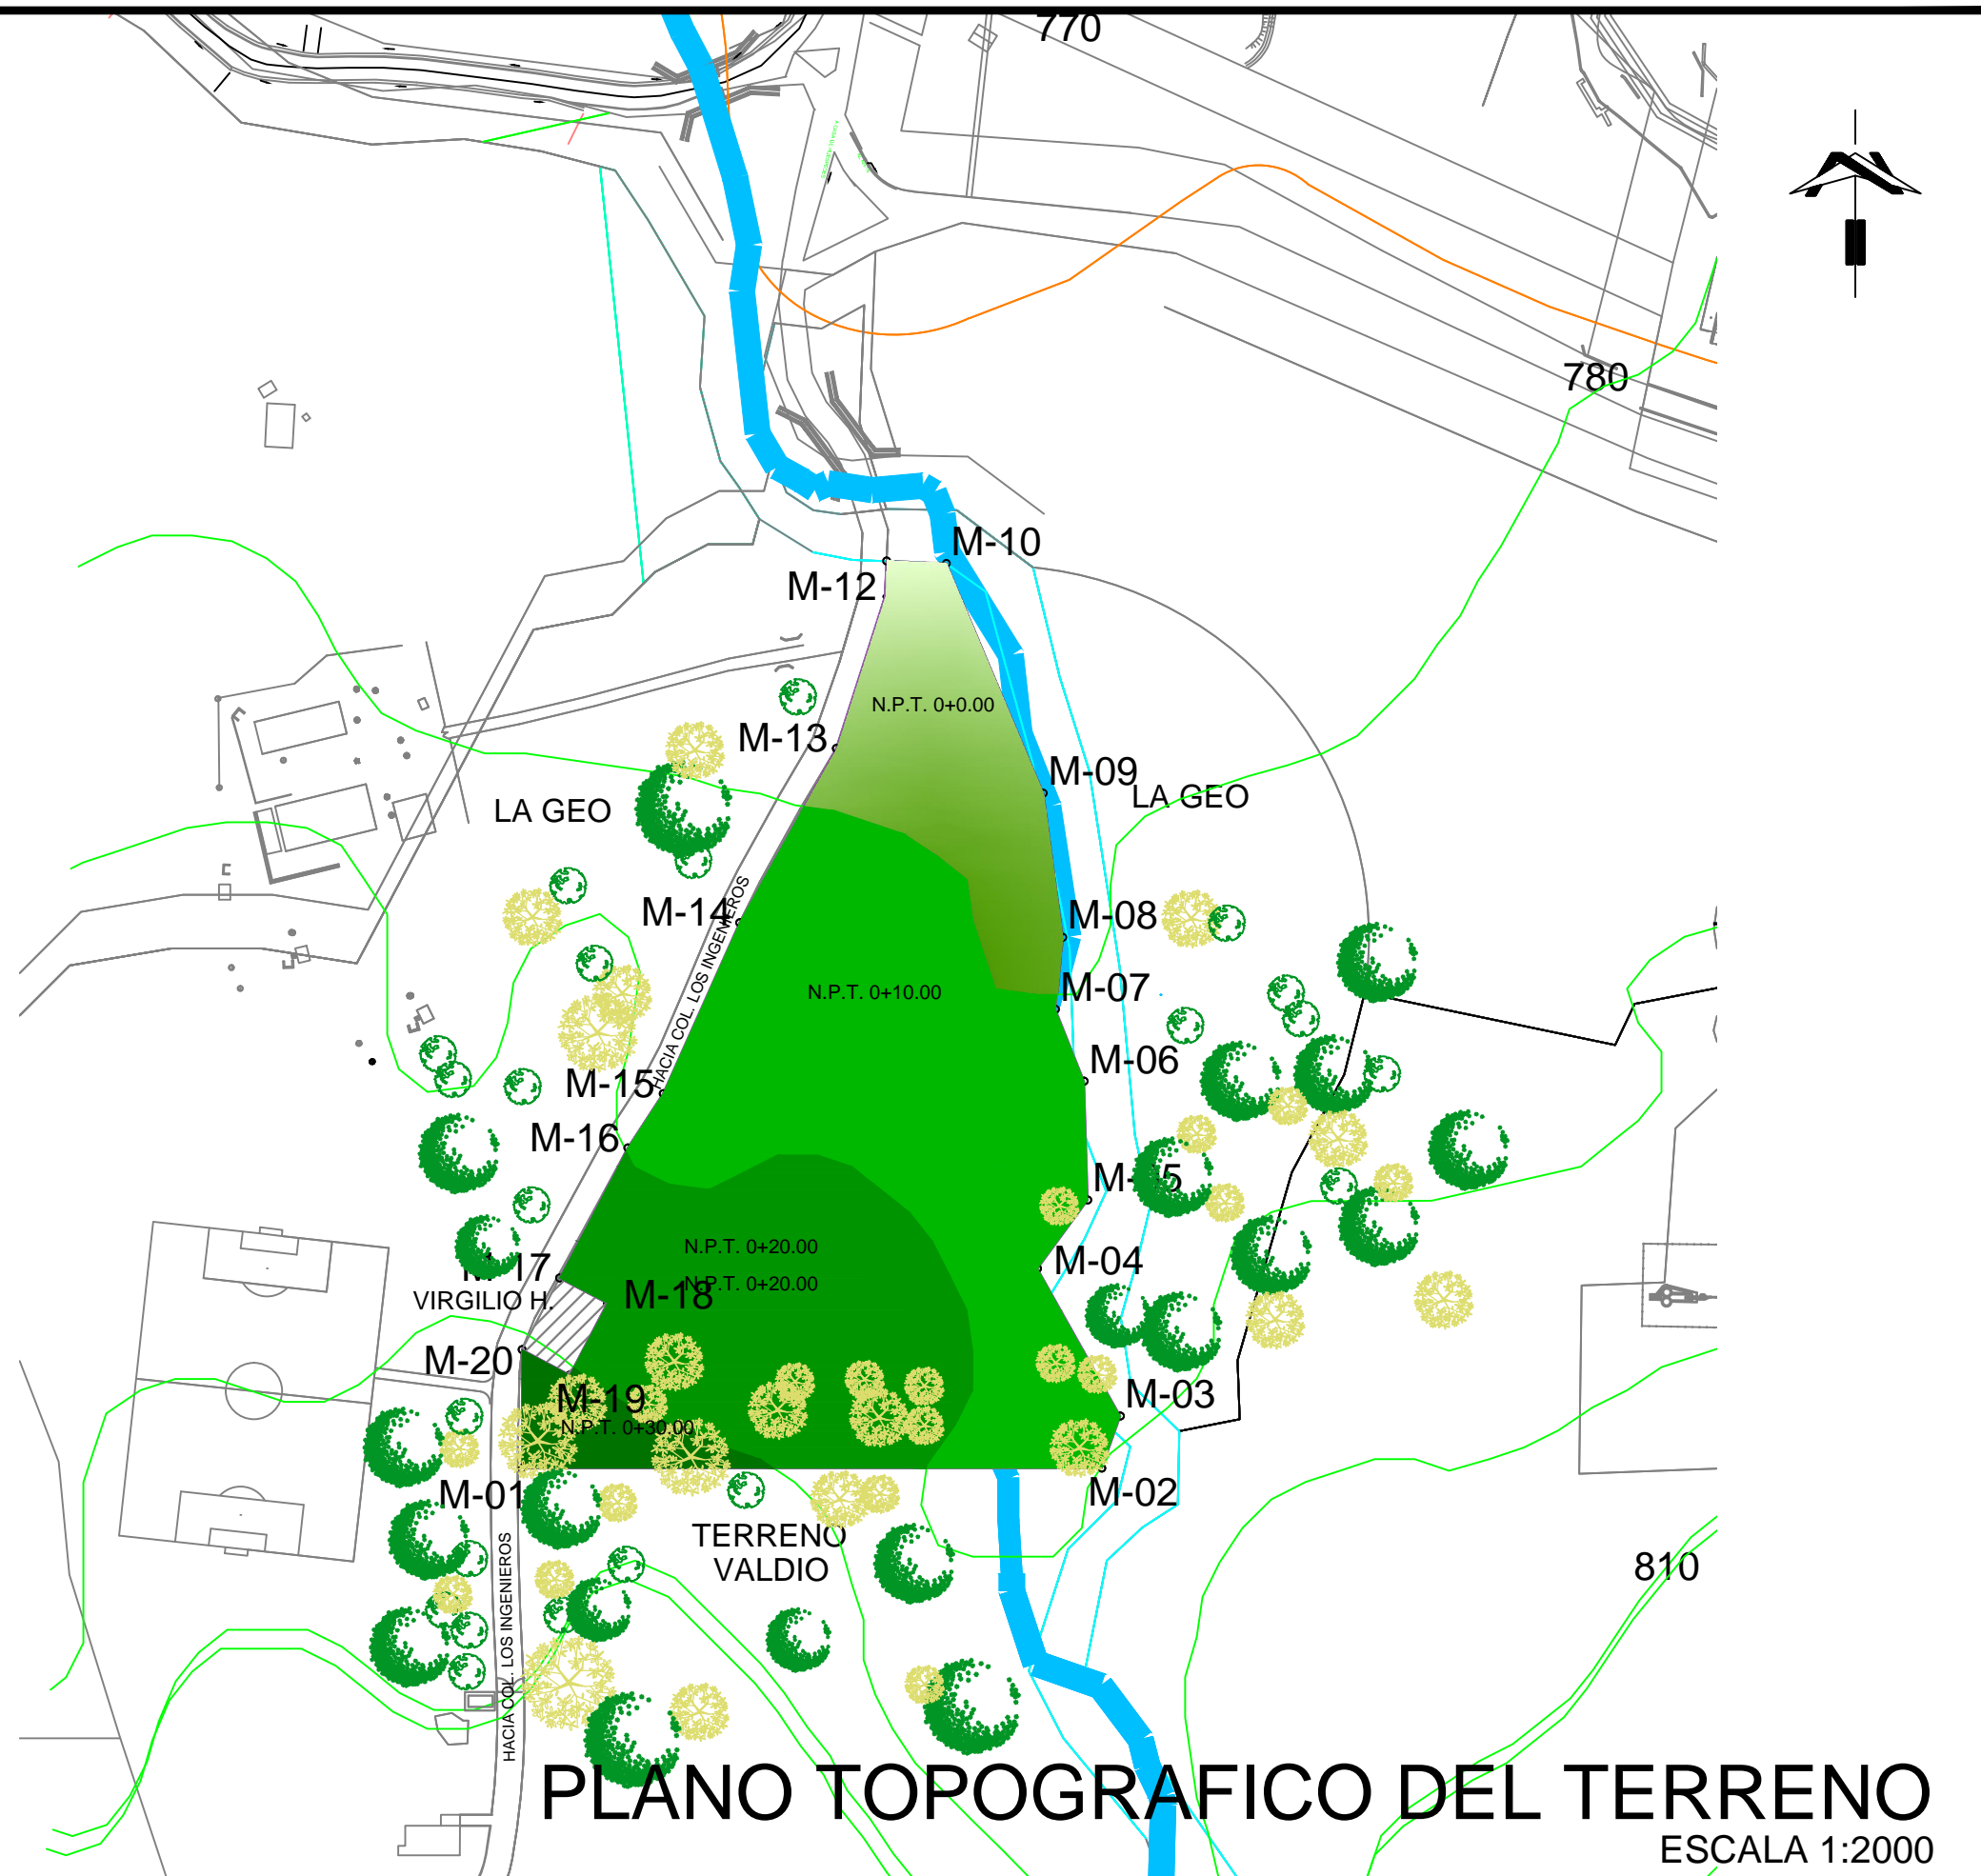 770
780
M-10
M-12
N.P.T. 0+0.00
M-13
M-09
LA GEO
LA GEO
M-14
M-08
HACIA COL. LOS INGENIEROS
N.P.T. 0+10.00
M-07
M-06
M-15
M-16
N.P.T. 0+20.00
M-04
N.P.T. 0+20.00
M-18
VIRGILIO H.
M-20
M-03
M-19
N.P.T. 0+30.00
M-01
M-02
TERRENO
VALDIO
810
HACIA COL. LOS INGENIEROS
PLANO TOPOGRAFICO DEL TERRENO
ESCALA 1:2000